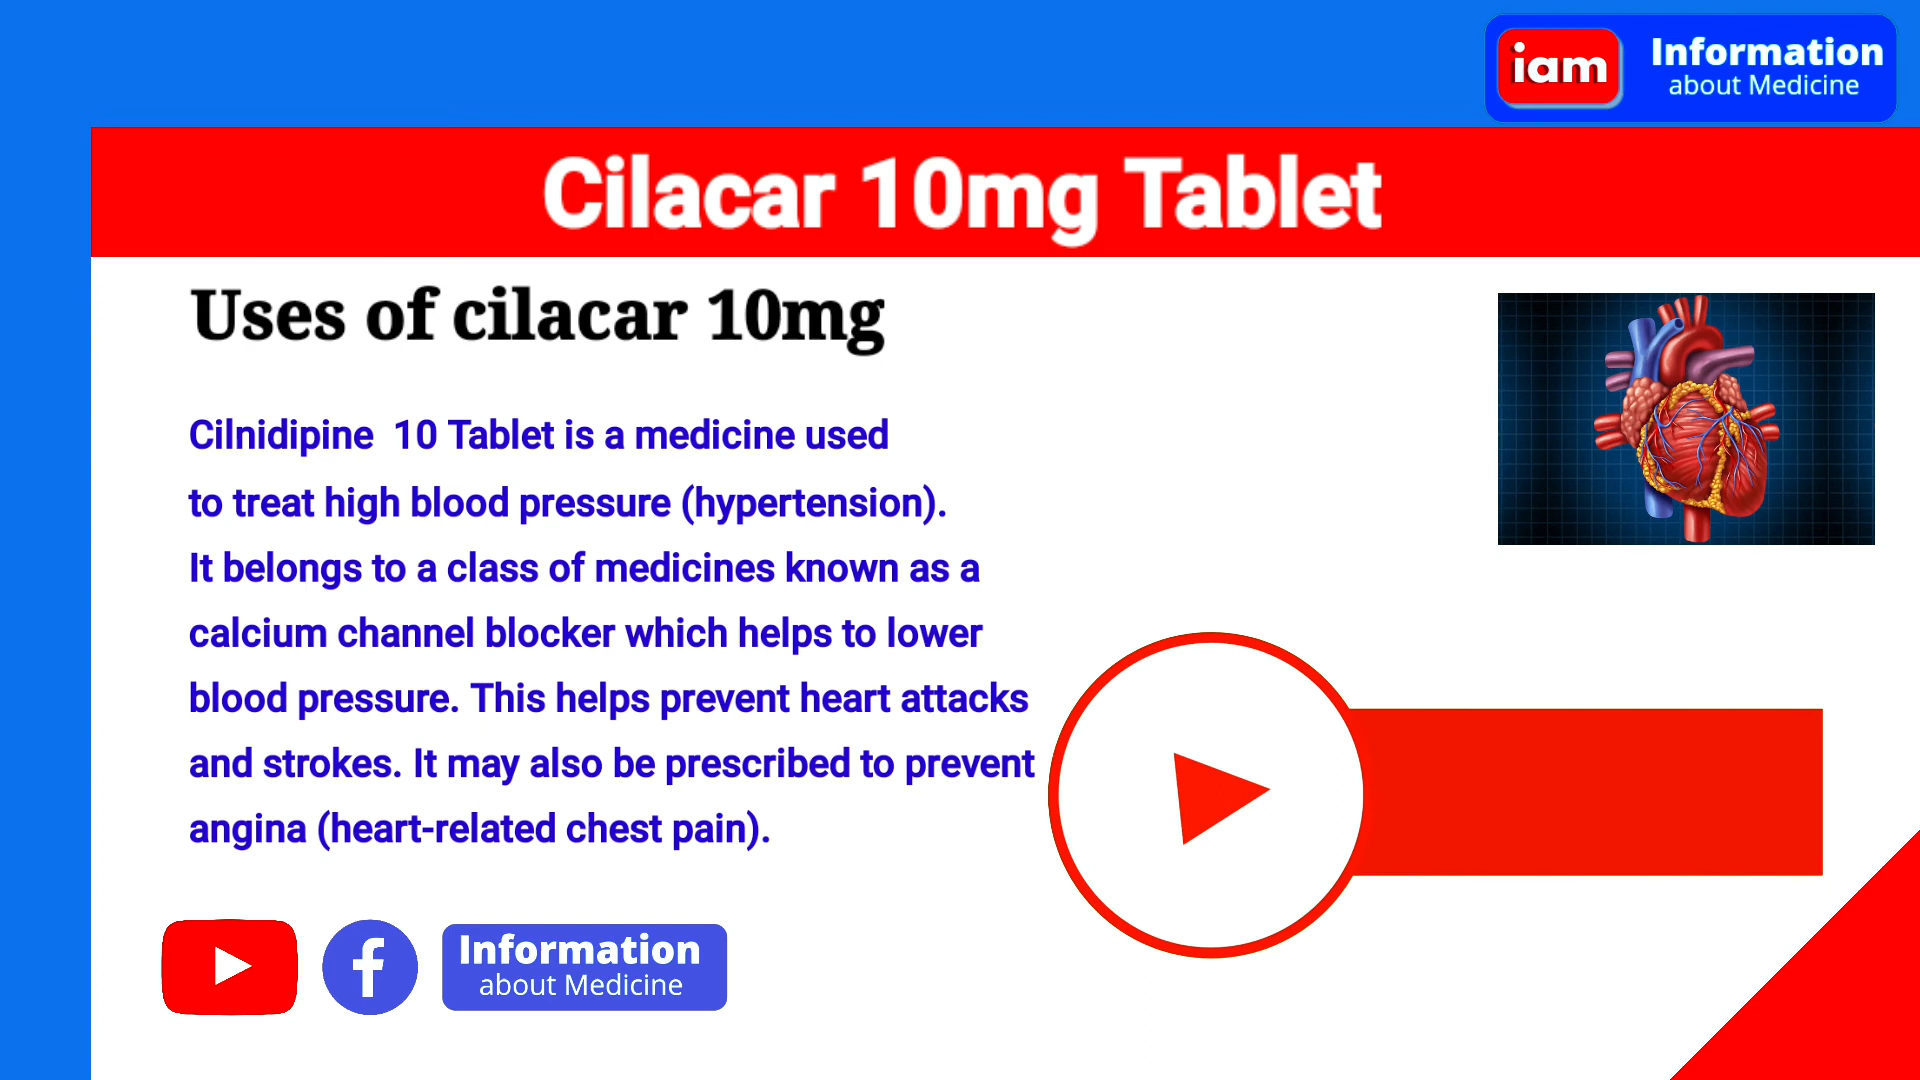 iam
Information
about Medicine
Cilacar 10mg Tablet
Uses of cilacar 10mg
Cilnidipine 10 Tablet is a medicine used
to treat high blood pressure (hypertension).
It belongs to a class of medicines known as a
calcium channel blocker which helps to lower
blood pressure. This helps prevent heart attacks
and strokes. It may also be prescribed to prevent
angina (heart-related chest pain).
f
Information
about Medicine